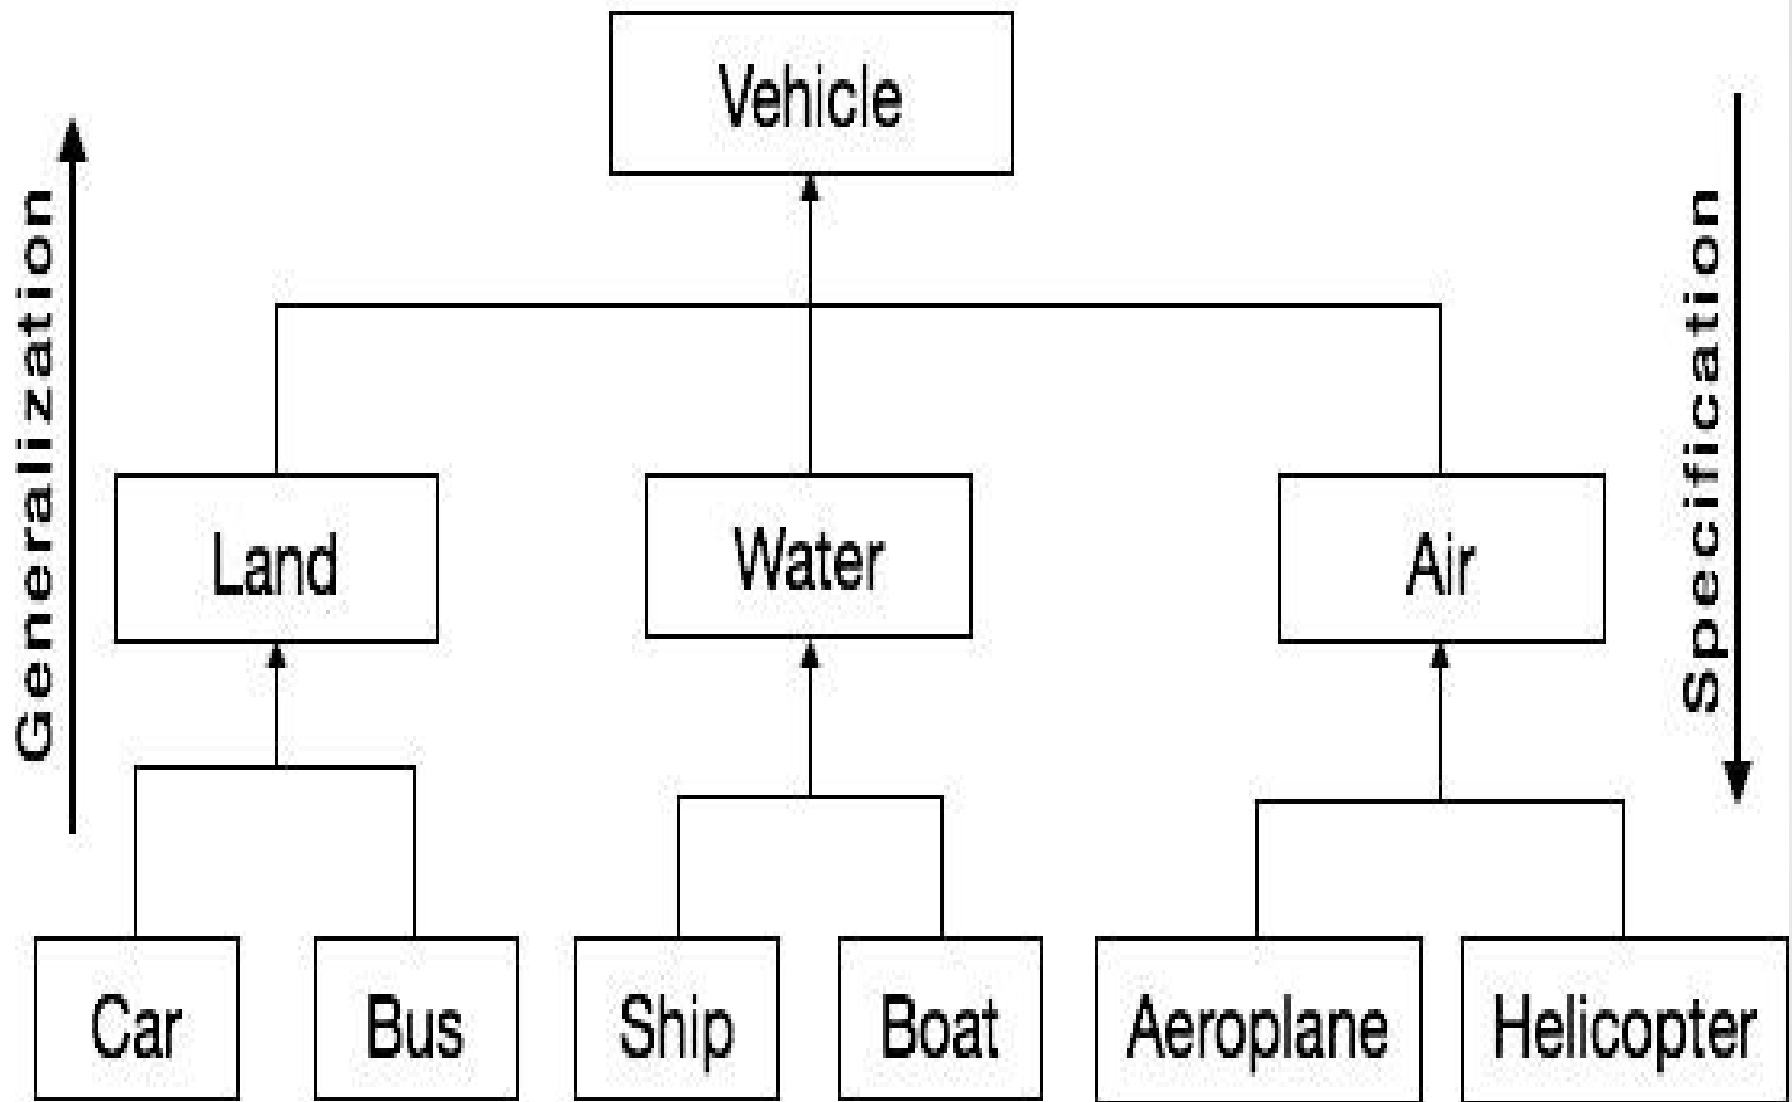 Vehicle
Generalization
Specification
Land
Water
Air
Car
Bus
Ship
Boat
Aeroplane
Helicopter